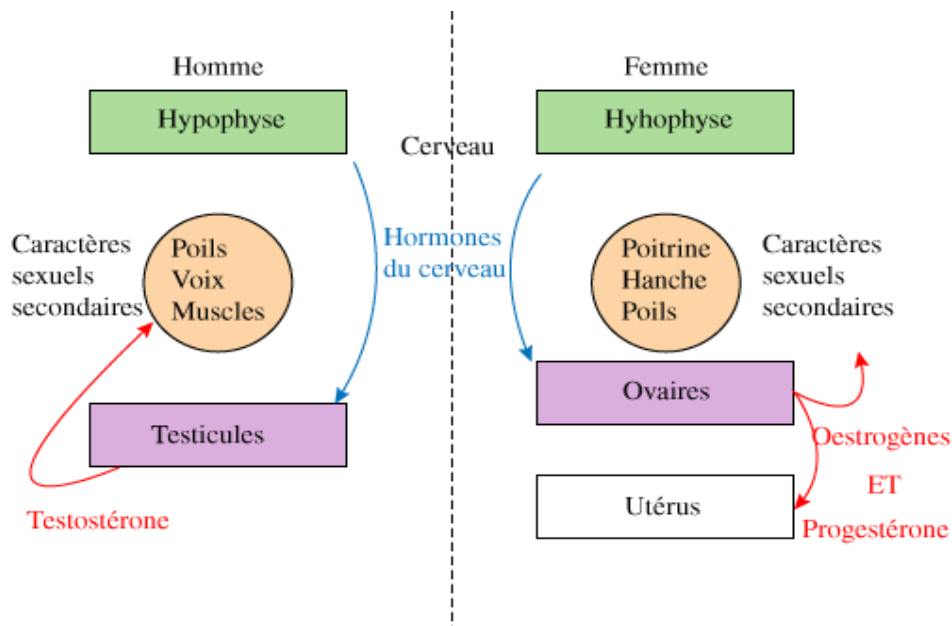 Homme
Hypophyse
Caractères
sexuels
secondaires
Poils
Voix
Muscles
Testicules
Testostérone
Cerveau
Hormones
du cerveau
Femme
Hyhophyse
Poitrine
Hanche
Poils
Caractères
sexuels
secondaires
Ovaires
Oestrogènes
ET
Progestérone
Utérus